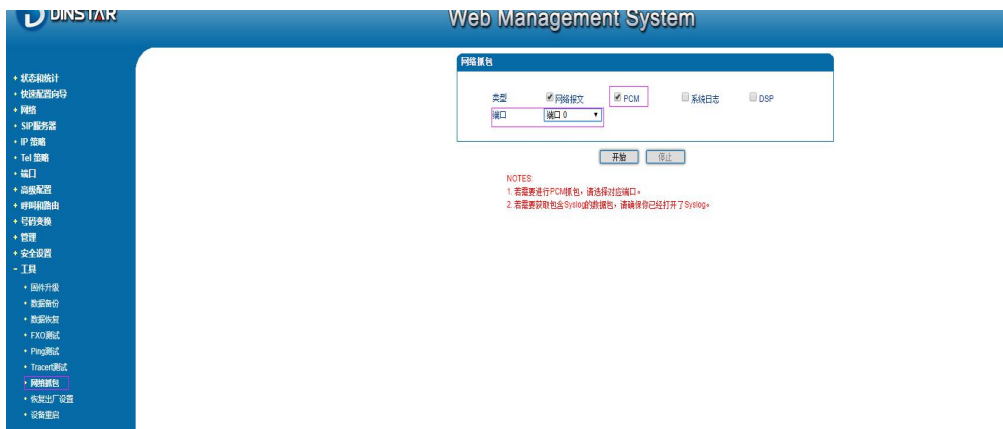 DINSTAR
Web Management System
+ 状态和统计
• 快速配置向导
+ 网络
• SIP服务器
+ IP 策略
• Tel 策略
• 端口
+ 高级配置
+ 呼叫和路由
+ 号码变换
+ 管理
+ 安全设置
- 工具
• 固件升级
• 数据备份
• 数据恢复
• FXO测试
• Ping测试
• Tracert测试
• 网络抓包
• 恢复出厂设置
• 设备重启
网络抓包
类型 网络报文 PCM 系统日志 DSP
端口 端口 0
开始 停止
NOTES:
1. 若需要进行PCM抓包，请选择对应端口。
2. 若需要获取包含Syslog的数据包，请确保你已经打开了Syslog。